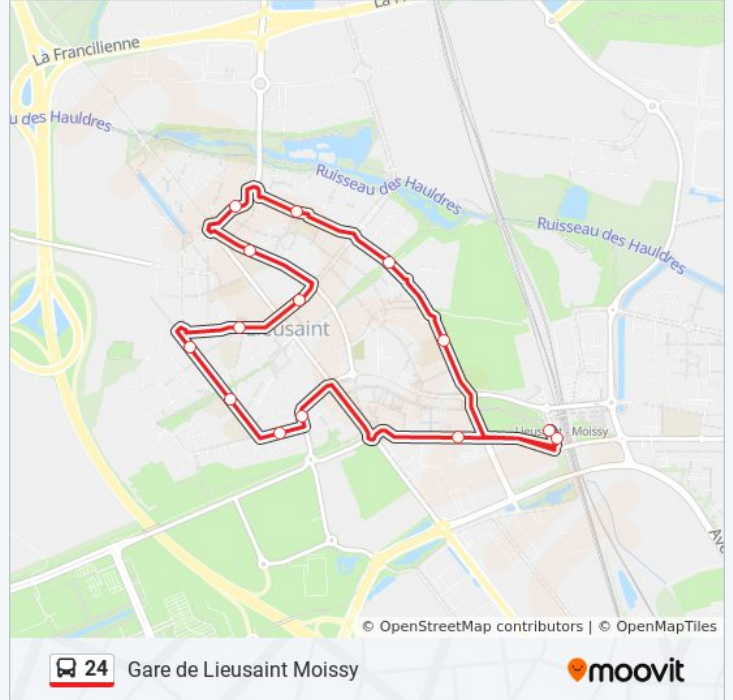 La
La Francilienne
u des Hauldres
Ruisseau des Hauldres
Ruisseau des Hauldres
Lieusaint
Moissy
© OpenStreetMap contributors | © OpenMapTiles
24 Gare de Lieusaint Moissy
moovit